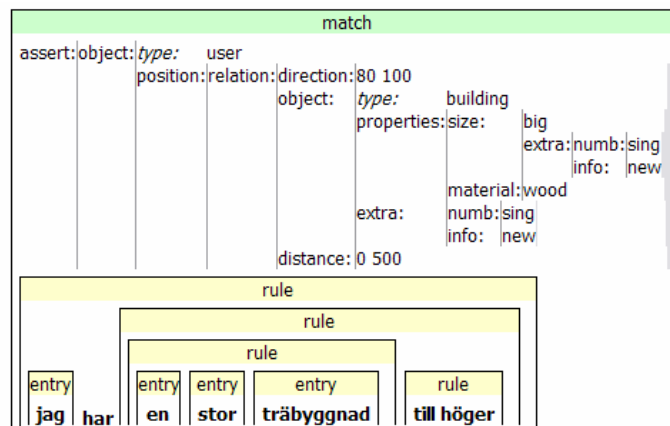 match
assert: object: type: user
position: relation: direction: 80 100
object: type: building
properties: size: big
extra: numb: sing
info: new
material: wood
extra: numb: sing
info: new
distance: 0 500
rule
rule
rule
entry entry entry entry rule
jag har en stor träbyggnad till höger